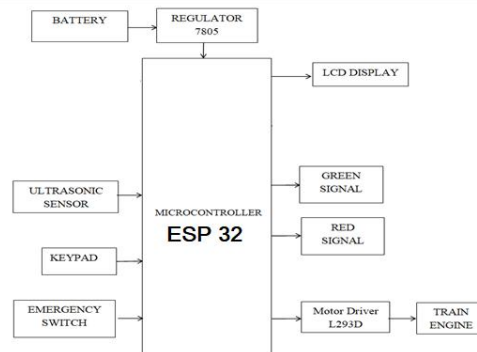 BATTERY
REGULATOR
7805
LCD DISPLAY
ULTRASONIC
SENSOR
GREEN
SIGNAL
MICROCONTROLLER
ESP 32
RED
SIGNAL
KEYPAD
EMERGENCY
SWITCH
Motor Driver
L293D
TRAIN
ENGINE